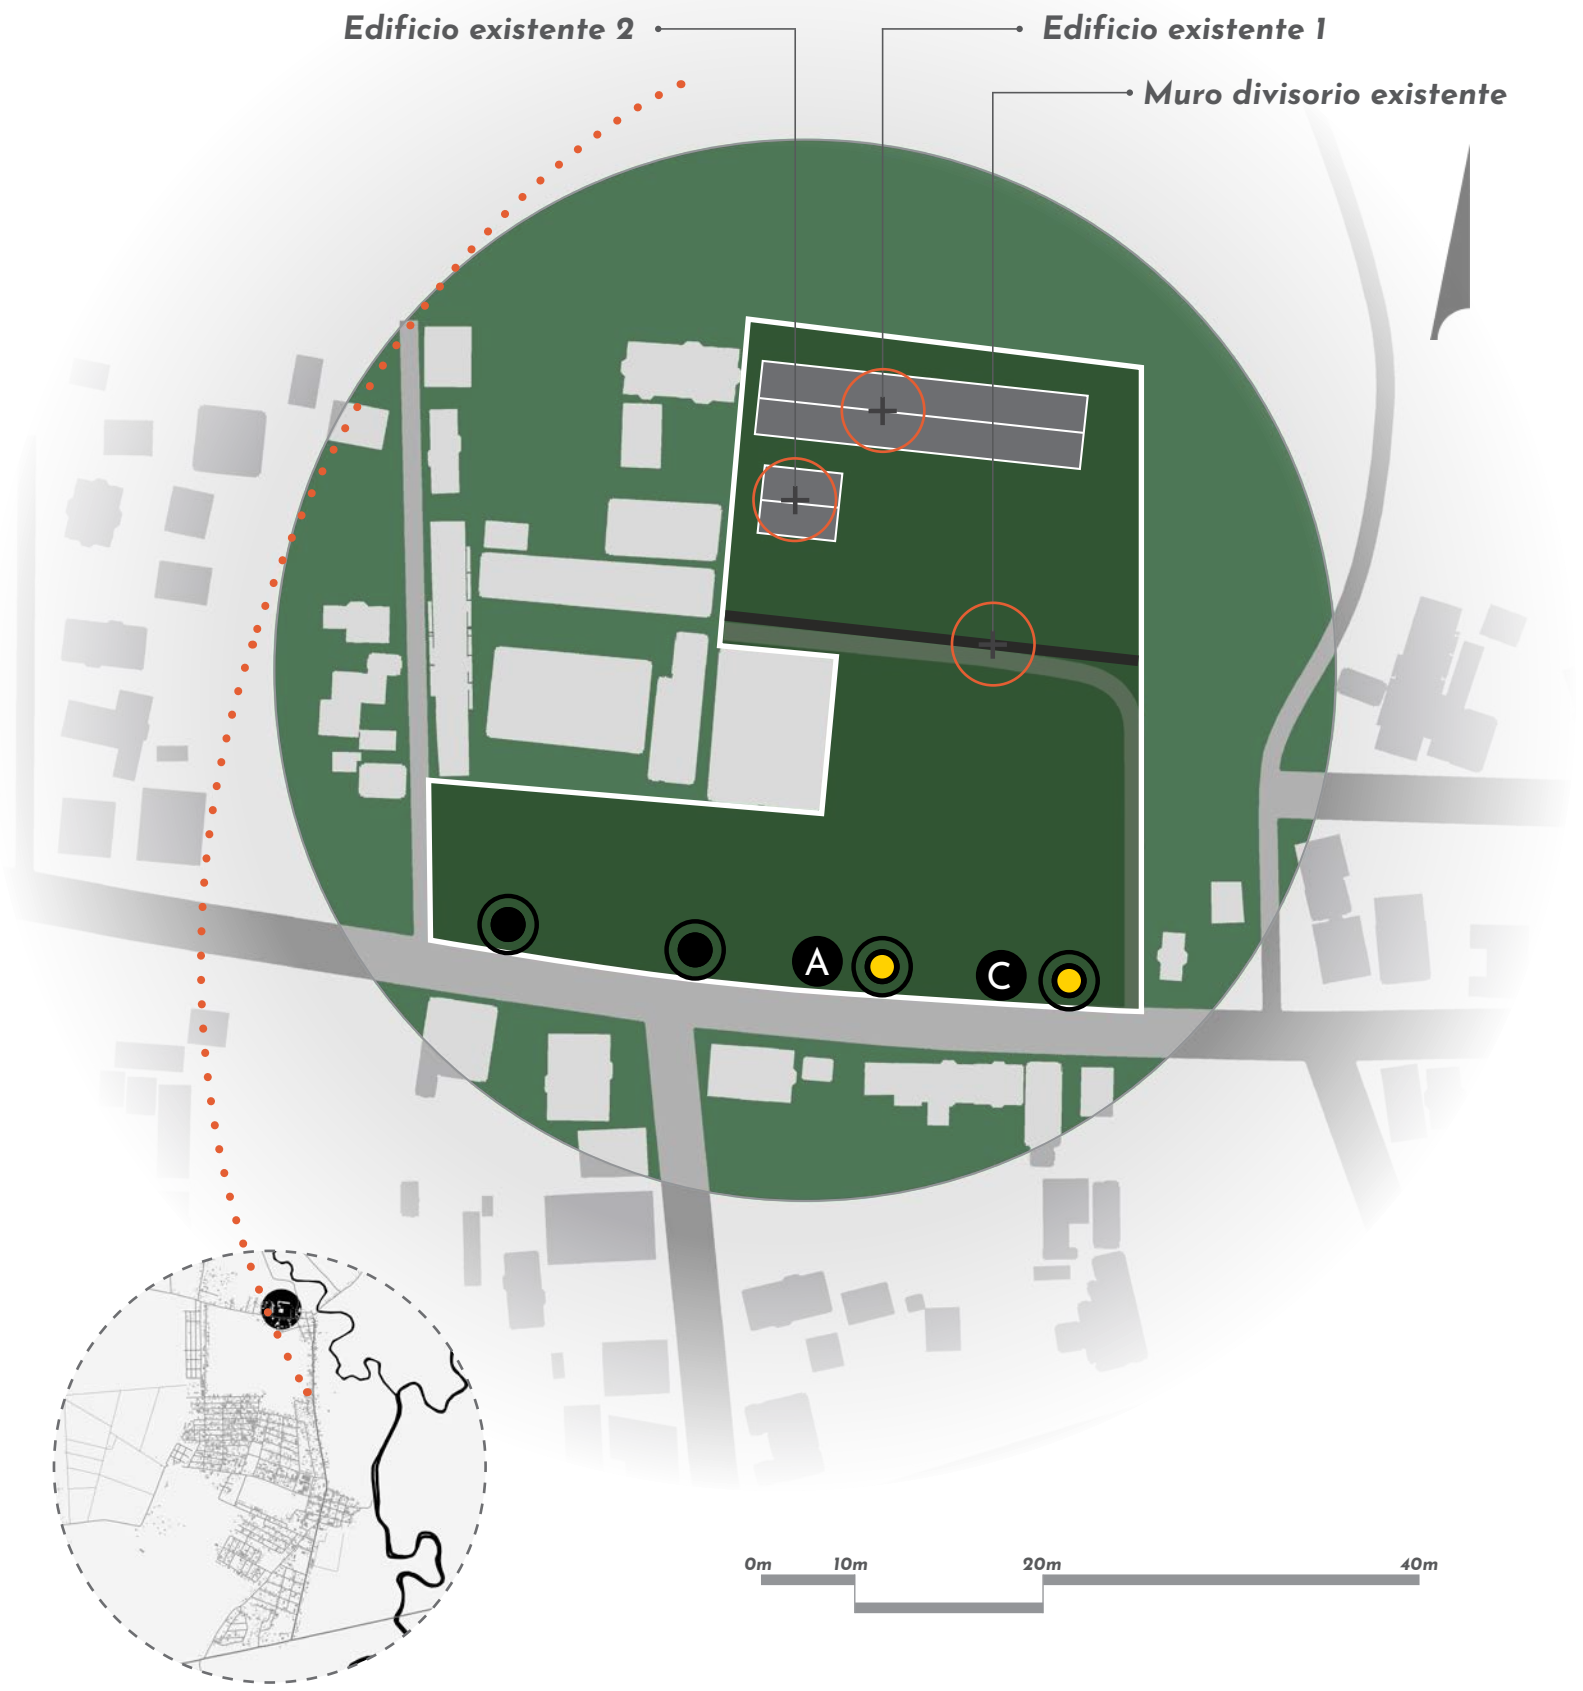 Edificio existente 2
Edificio existente 1
Muro divisorio existente
A
C
0m
10m
20m
40m